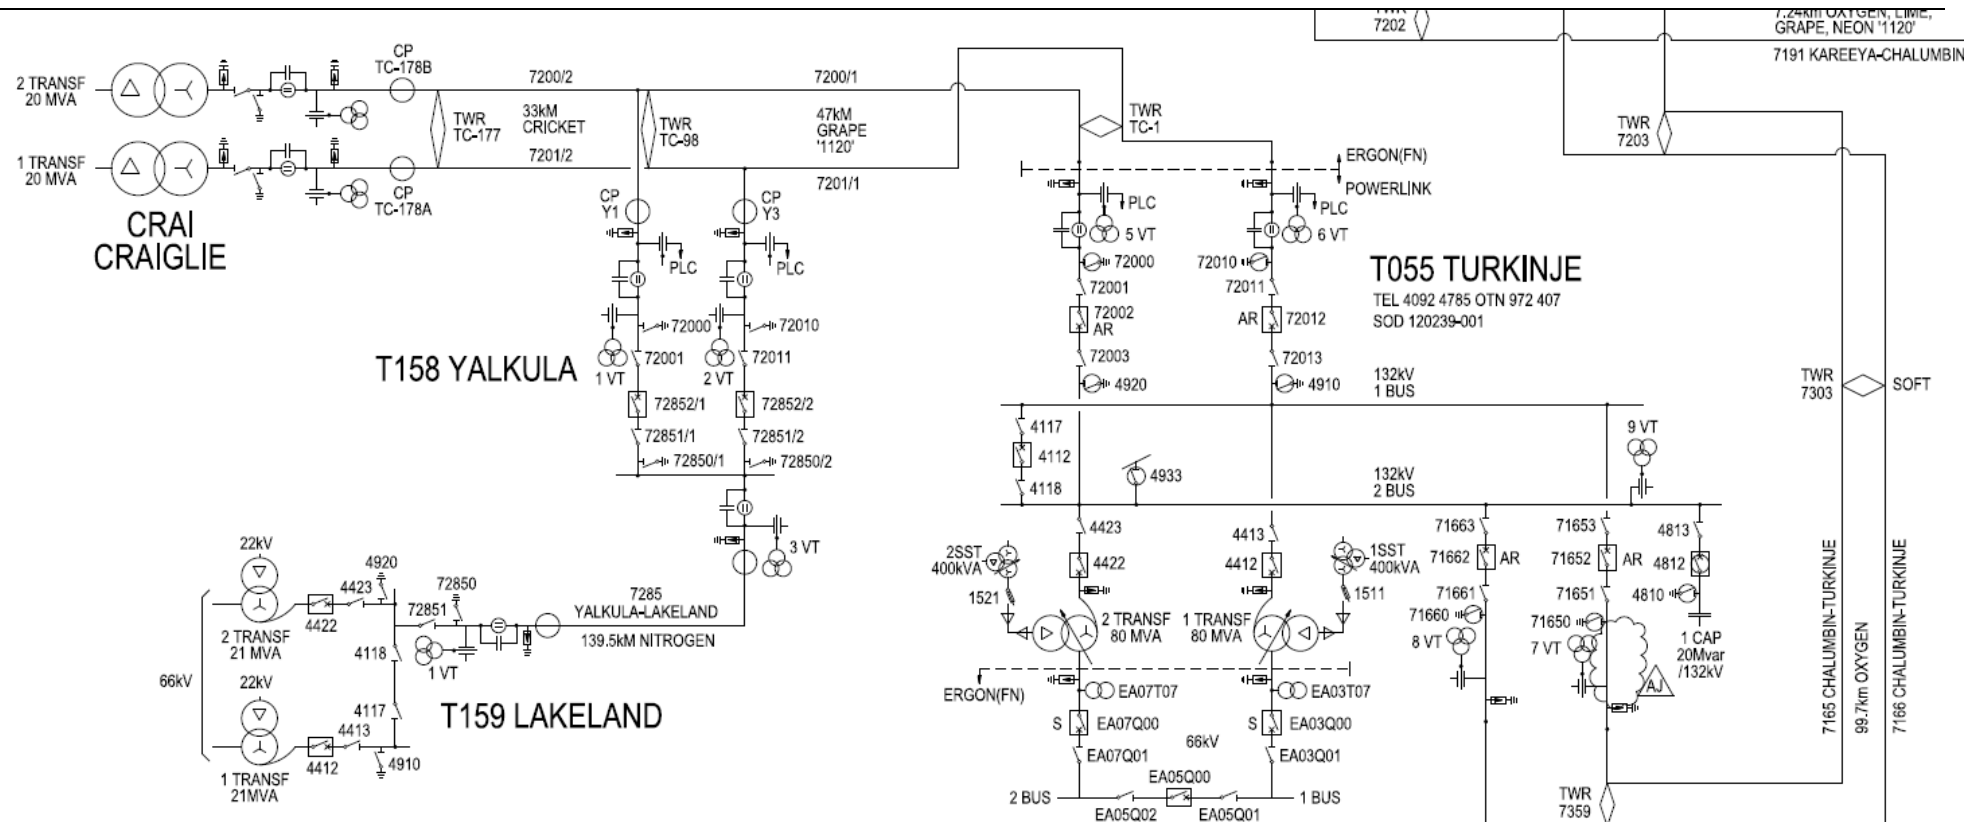 TWR
7202
7.24km OXYGEN, LIME,
GRAPE, NEON '1120'
7191 KAREEYA-CHALUMBIN
2 TRANSF
20 MVA
CP
TC-178B
7200/2
7200/1
TWR
TC-177
33kM
CRICKET
TWR
TC-98
47kM
GRAPE
'1120'
TWR
TC-1
TWR
7203
1 TRANSF
20 MVA
7201/2
7201/1
CP
TC-178A
ERGON(FN)
POWERLINK
CRAI
CRAIGLIE
CP
Y1
CP
Y3
PLC
PLC
PLC
PLC
5 VT
6 VT
72000
72010
72001
72011
72002
AR
AR
72012
T055 TURKINJE
TEL 4092 4785 OTN 972 407
SOD 120239-001
72000
72010
T158 YALKULA
72001
72011
1 VT
2 VT
72003
72013
4920
4910
132kV
1 BUS
TWR
7303
SOFT
72852/1
72852/2
72851/1
72851/2
72850/1
72850/2
4117
4112
4118
4933
9 VT
132kV
2 BUS
3 VT
4423
4413
71663
71653
4813
2SST
400kVA
4422
4412
1SST
400kVA
71662
AR
71652
AR
4812
1521
1511
71661
71651
4810
71660
71650
2 TRANSF
80 MVA
1 TRANSF
80 MVA
8 VT
7 VT
1 CAP
20Mvar
/132kV
AJ
22kV
4920
4423
72850
72851
4422
2 TRANSF
21 MVA
7285
YALKULA-LAKELAND
139.5kM NITROGEN
4118
1 VT
66kV
22kV
4117
T159 LAKELAND
4413
4412
4910
1 TRANSF
21MVA
ERGON(FN)
EA07T07
EA03T07
S
EA07Q00
S
EA03Q00
66kV
EA07Q01
EA03Q01
EA05Q00
2 BUS
1 BUS
EA05Q02
EA05Q01
7165 CHALUMBIN-TURKINJE
99.7km OXYGEN
7166 CHALUMBIN-TURKINJE
TWR
7359